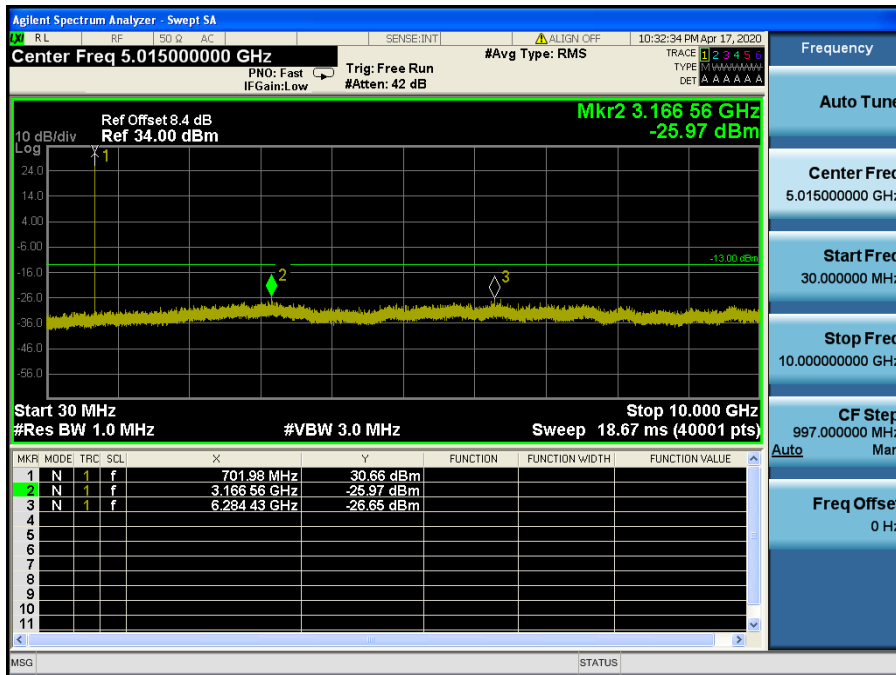 Agilent Spectrum Analyzer - Swept SA
LXI RL RF 50 Ω AC SENSE:INT ALIGN OFF 10:32:34 PM Apr 17, 2020
Center Freq 5.015000000 GHz
#Avg Type: RMS
TRACE 1 2 3 4 5 6
TYPE M W W W W W
DET A A A A A A
PNO: Fast
IFGain:Low
Trig: Free Run
#Atten: 42 dB
Mkr2 3.166 56 GHz
-25.97 dBm
Ref Offset 8.4 dB
Ref 34.00 dBm
10 dB/div
Log
1
24.0
14.0
4.00
-6.00
-13.00 dBm
-16.0
2
3
-26.0
-36.0
-46.0
-56.0
Start 30 MHz
Stop 10.000 GHz
#Res BW 1.0 MHz
#VBW 3.0 MHz
Sweep 18.67 ms (40001 pts)
MKR MODE TRC SCL X Y FUNCTION FUNCTION WIDTH FUNCTION VALUE
1 N 1 f 701.98 MHz 30.66 dBm
2 N 1 f 3.166 56 GHz -25.97 dBm
3 N 1 f 6.284 43 GHz -26.65 dBm
4
5
6
7
8
9
10
11
MSG
STATUS
Frequency
Auto Tune
Center Freq
5.015000000 GHz
Start Freq
30.000000 MHz
Stop Freq
10.000000000 GHz
CF Step
997.000000 MHz
Auto Man
Freq Offset
0 Hz